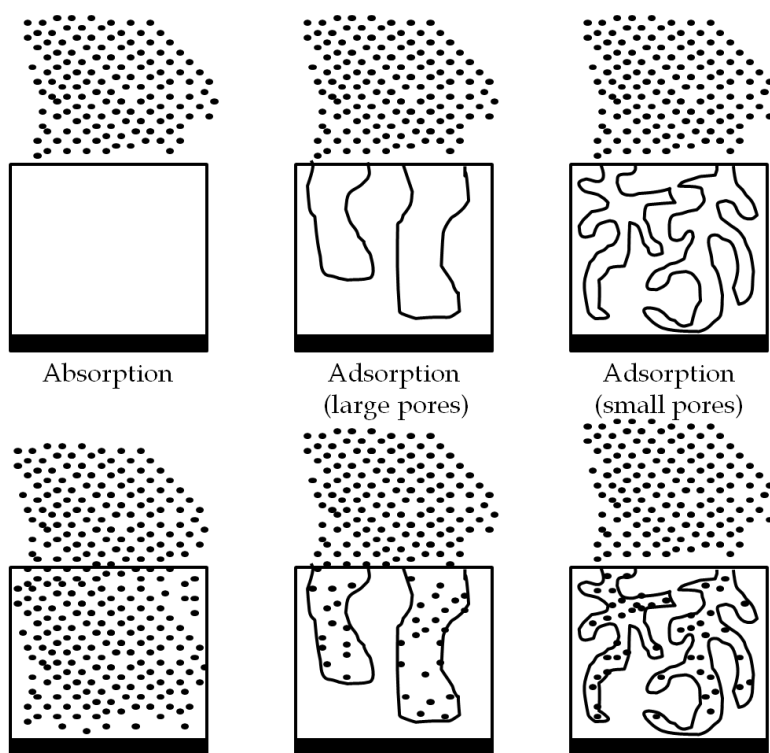 Absorption
Adsorption
(large pores)
Adsorption
(small pores)